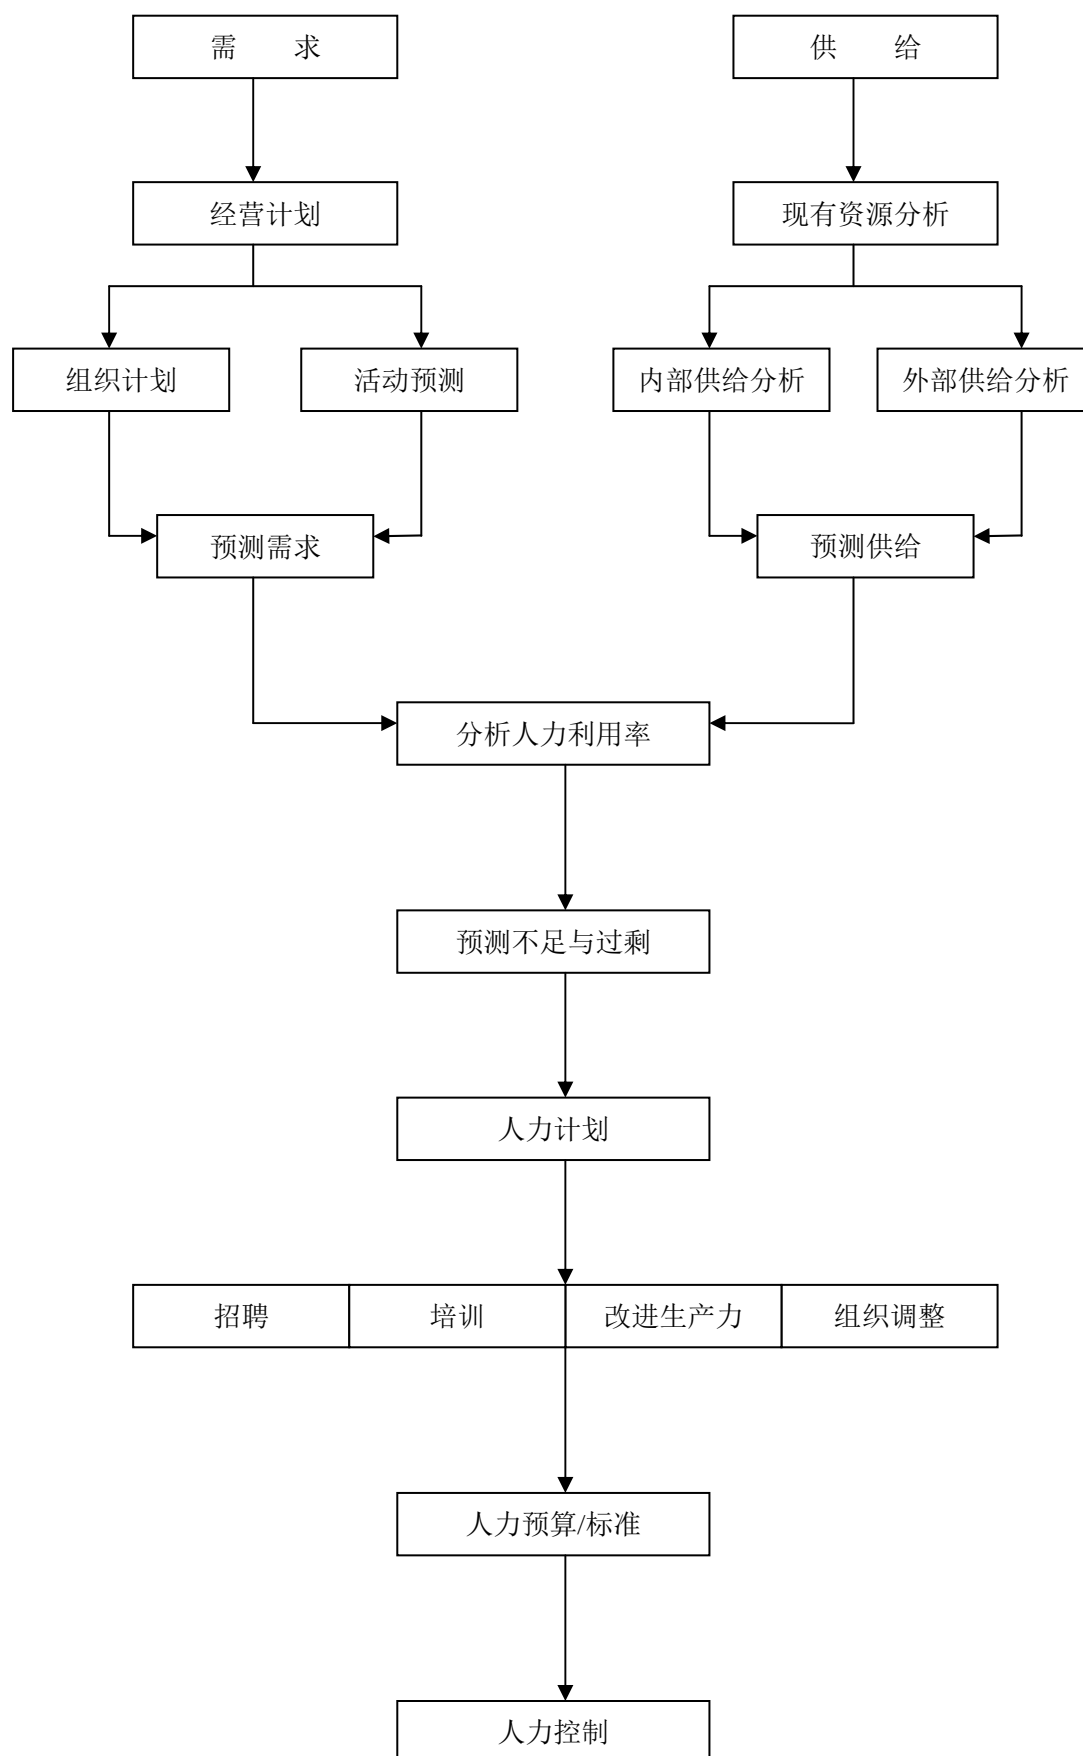 需 求
供 给
经营计划
现有资源分析
组织计划
活动预测
内部供给分析
外部供给分析
预测需求
预测供给
分析人力利用率
预测不足与过剩
人力计划
招聘
培训
改进生产力
组织调整
人力预算/标准
人力控制